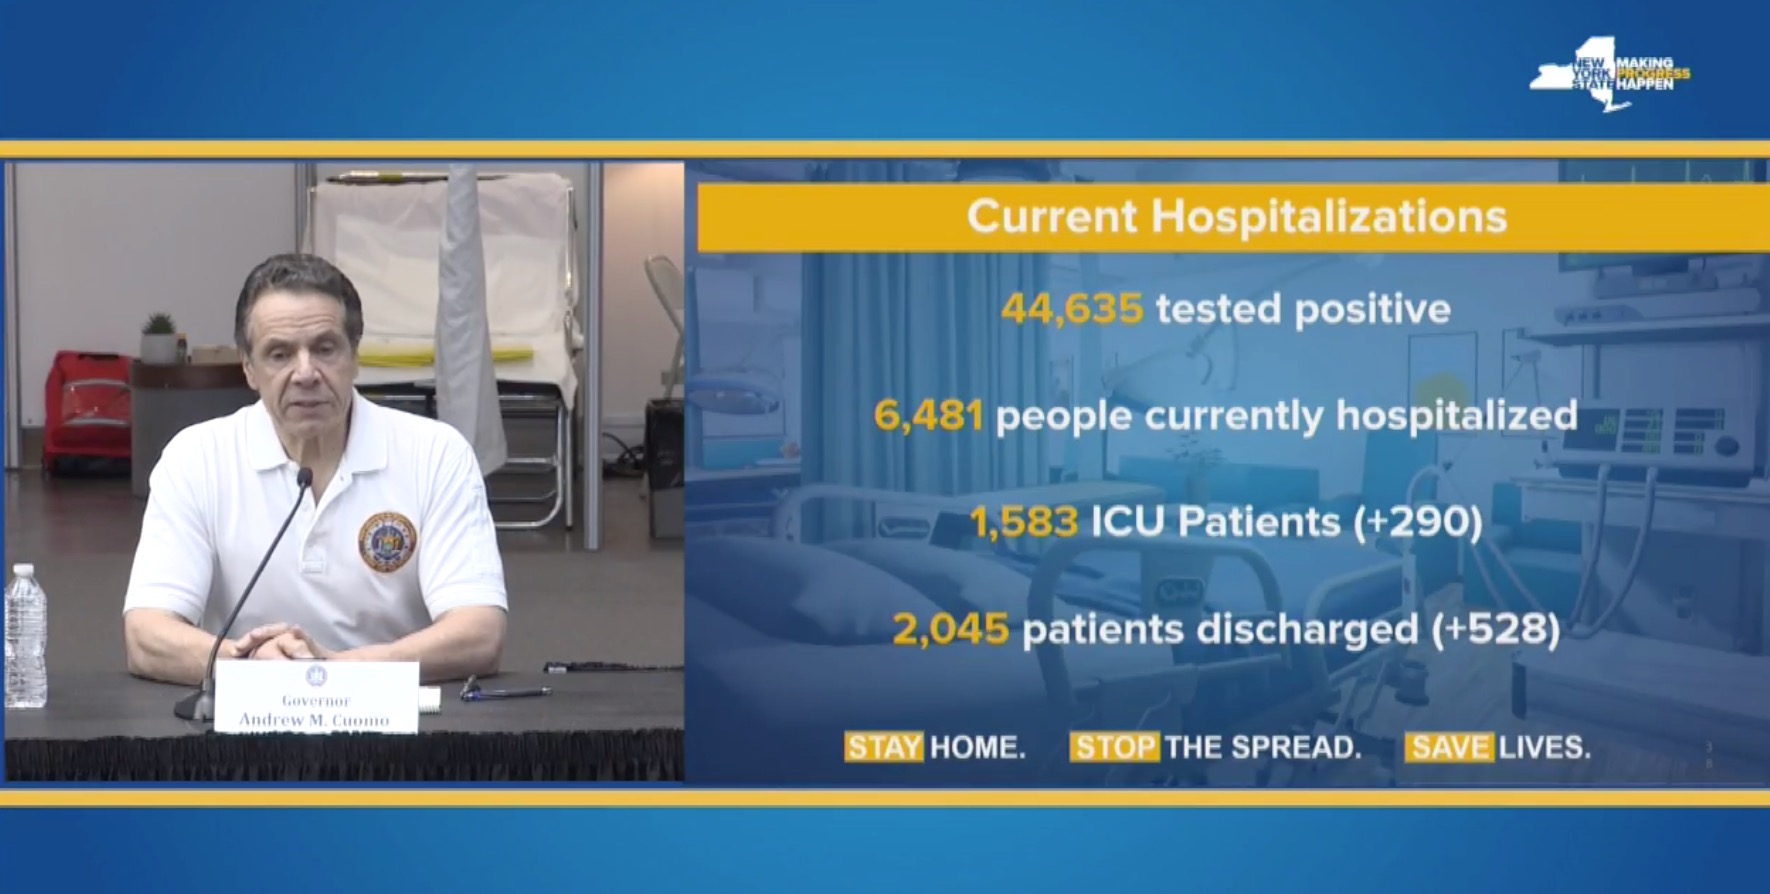 NEW
YORK
STATE
MAKING
PROGRESS
HAPPEN
Current Hospitalizations
44,635 tested positive
6,481 people currently hospitalized
1,583 ICU Patients (+290)
2,045 patients discharged (+528)
STAY HOME. STOP THE SPREAD. SAVE LIVES.
Governor
Andrew M. Cuomo